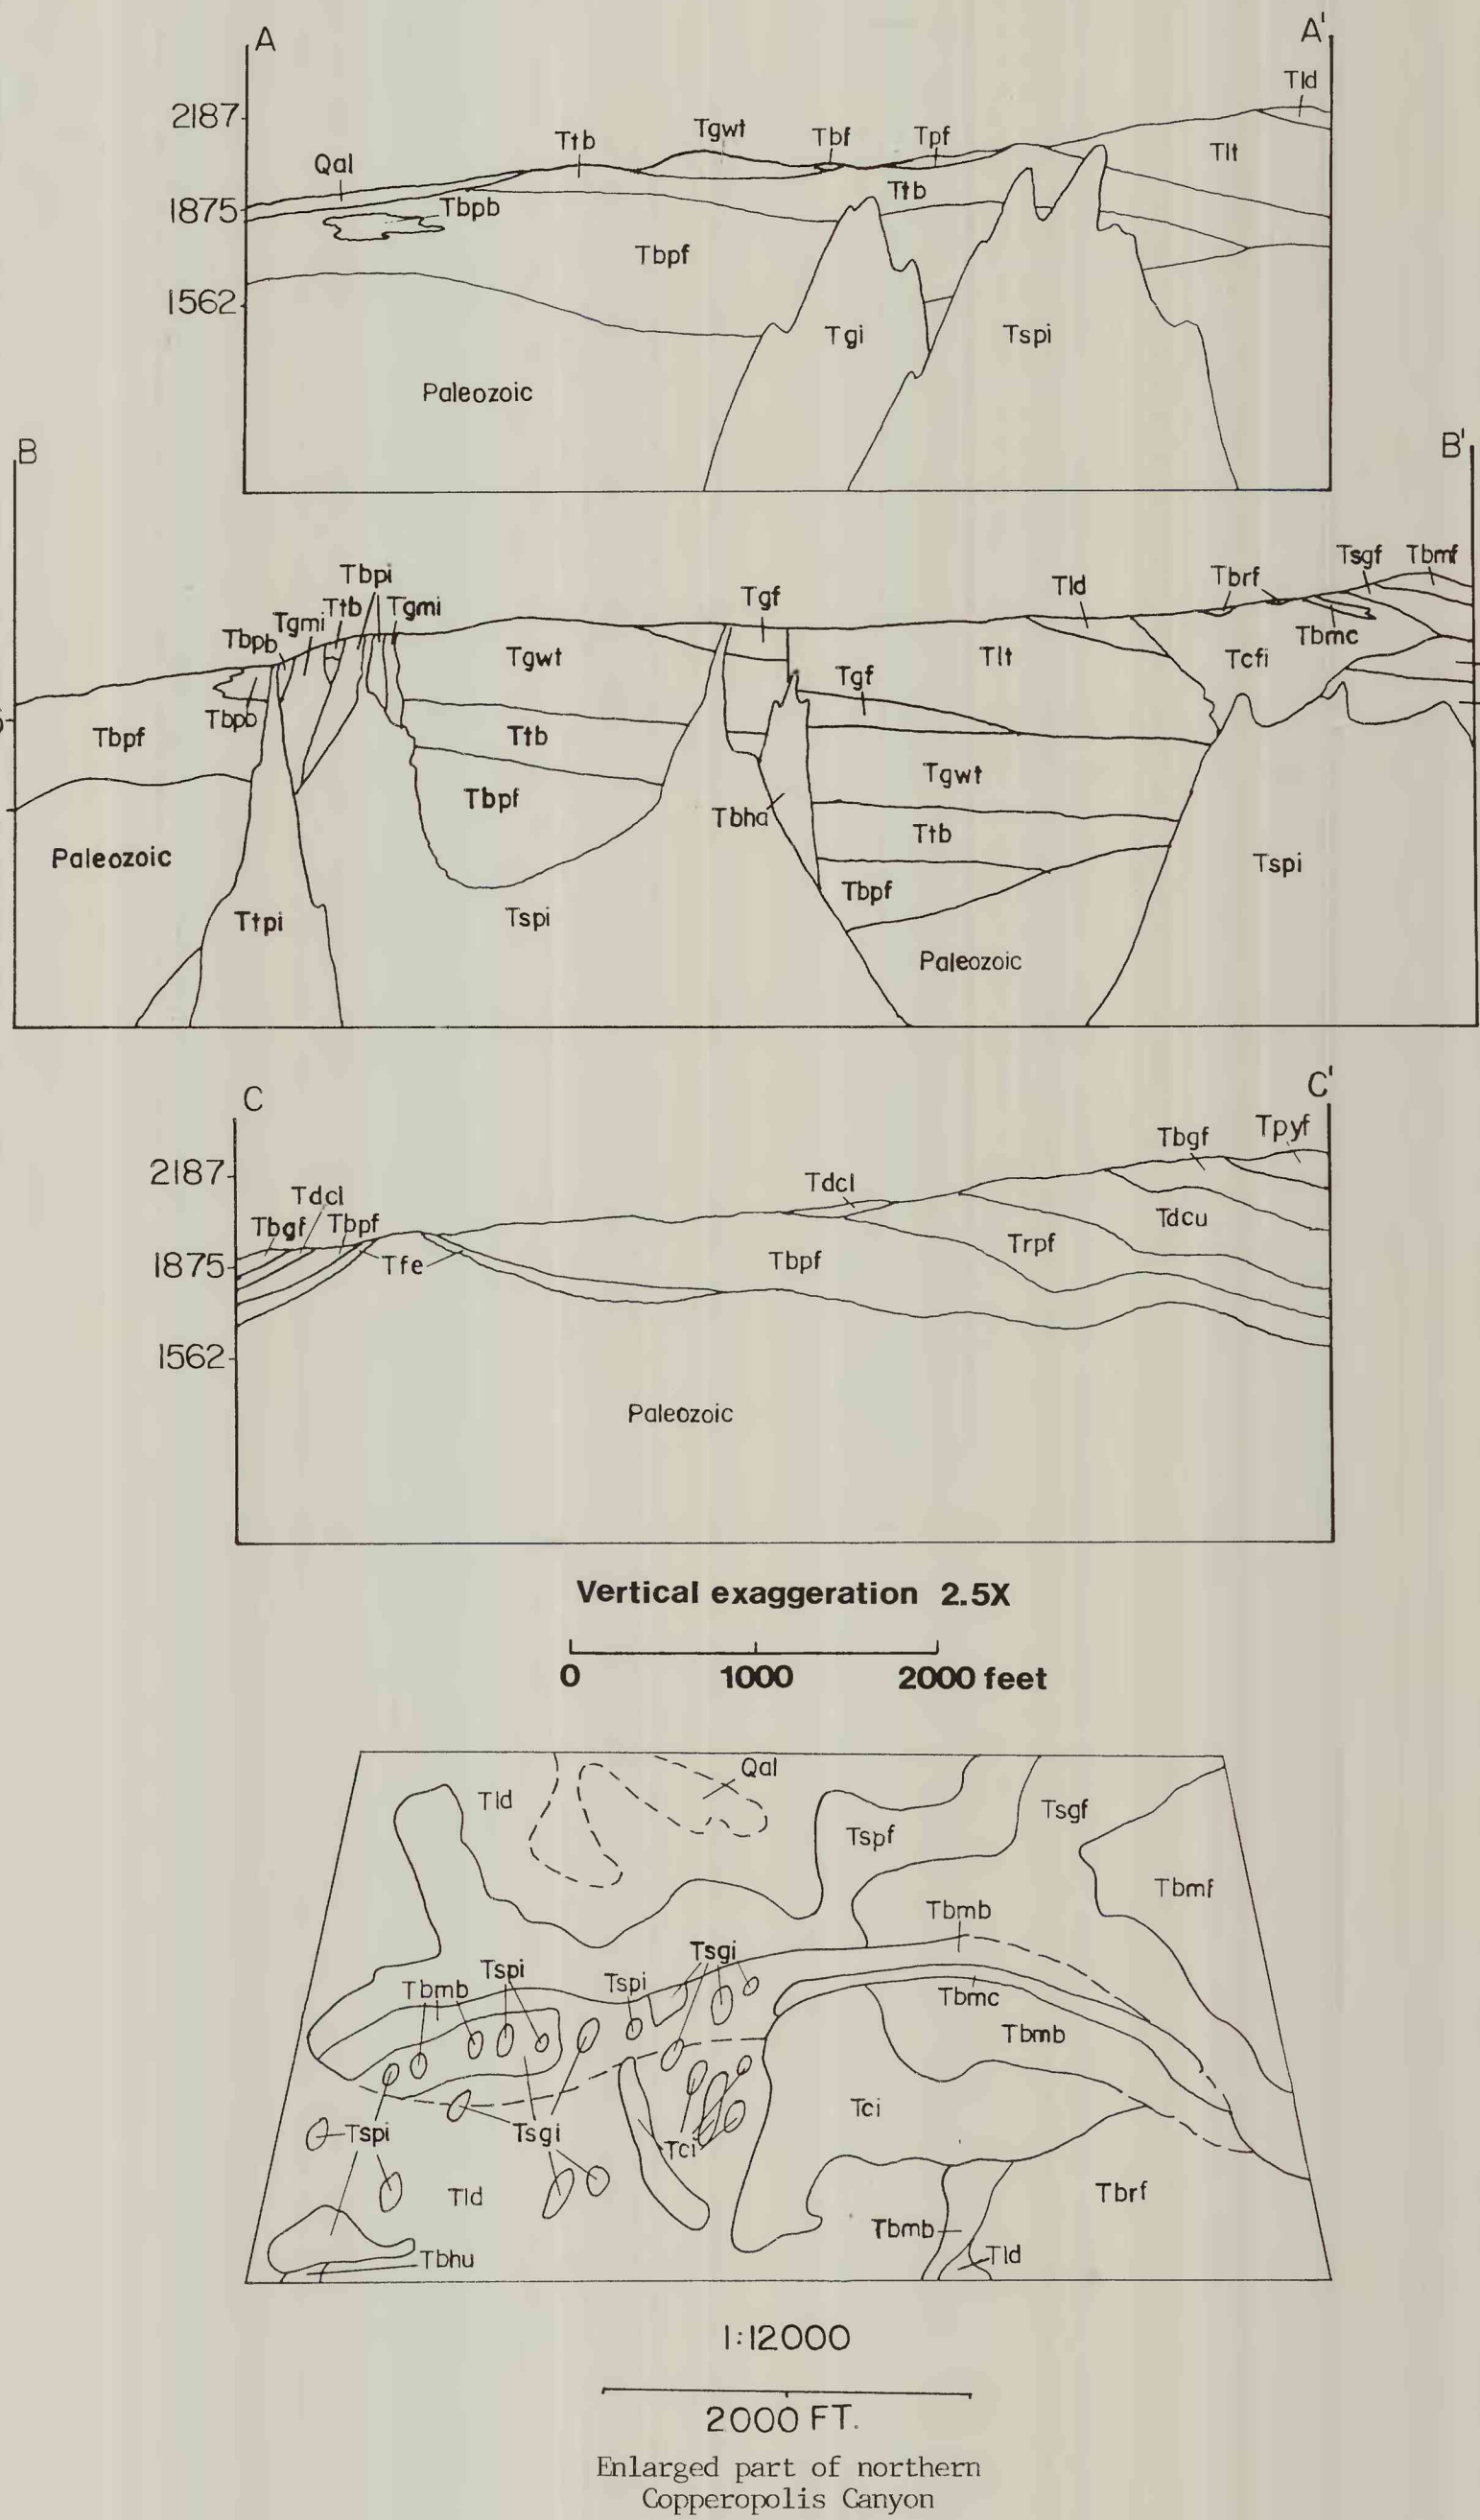 A A'
Tld
2187
Tgwt
Ttb Tbf Tpf
Qal Tlt
1875 Tbpb Ttb
Tbpf
1562
Tgi Tspi
Paleozoic
B B'
Tsgf Tbmf
Tbpi Tbrf
Ttb Tgmi Tgf Tld
Tgmi
Tbpb Tbmc
Tgwt Tlt Tcfi
Tgf
Tbpb
Tbpf Ttb
Tgwt
Tbpf
Tbha
Ttb
Paleozoic Tspi
Tbpf
Ttpi Tspi
Paleozoic
C C'
Tbgf Tpyf
2187
Tdcl Tdcl
Tbgf Tbpf Tdcu
1875 Tfe Tbpf Trpf
1562
Paleozoic
Vertical exaggeration 2.5X
0 1000 2000 feet
Qal
Tld Tsgf
Tspf
Tbmf
Tbmb
Tsgi
Tspi Tspi
Tbmb Tbmc
Tbmb
Tci
Tspi Tsgi Tci
Tld Tbrf
Tbmb
Tbhu Tld
1:12000
2000 FT.
Enlarged part of northern
Copperopolis Canyon